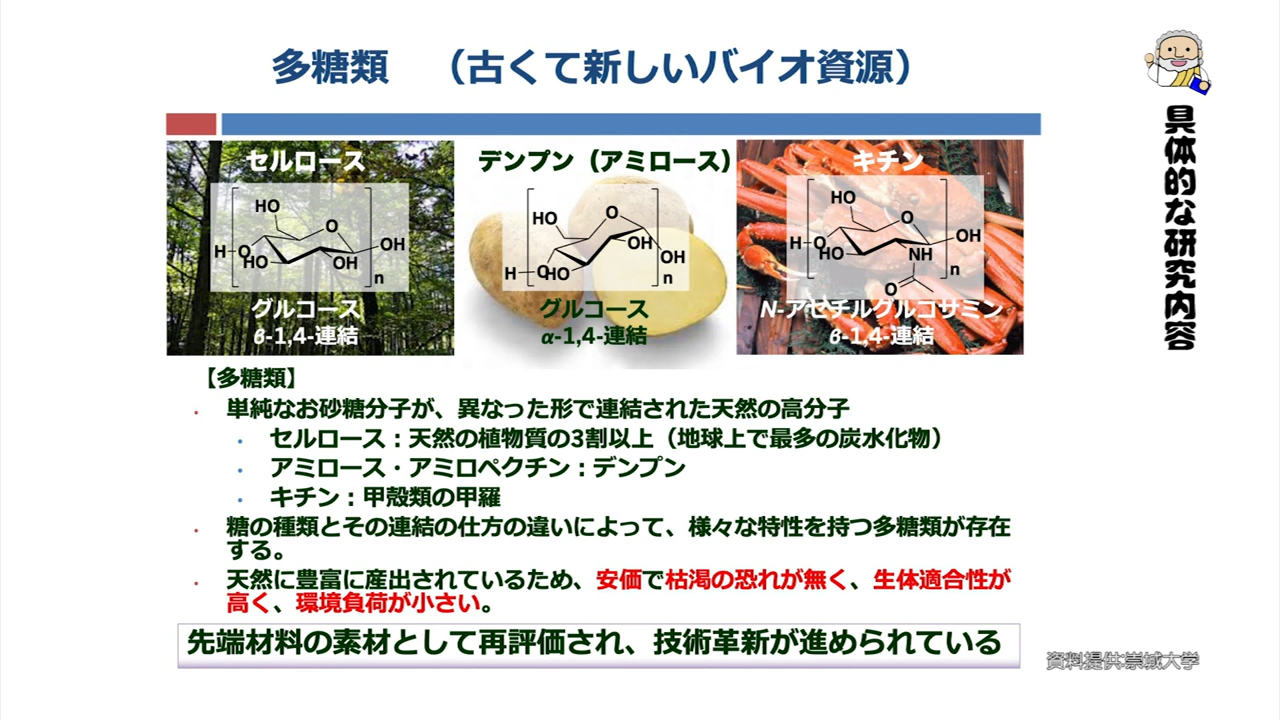 多糖類　（古くて新しいバイオ資源）
具体的な研究内容
セルロース
HO
O
H O
HO
OH
OH
n
グルコース
β-1,4-連結
デンプン（アミロース）
HO
O
OH
H O
HO
OH
n
グルコース
α-1,4-連結
キチン
HO
O
H O
HO
NH
OH
n
O
N-アセチルグルコサミン
β-1,4-連結
【多糖類】
・ 単純なお砂糖分子が、異なった形で連結された天然の高分子
・ セルロース：天然の植物質の3割以上（地球上で最多の炭水化物）
・ アミロース・アミロペクチン：デンプン
・ キチン：甲殻類の甲羅
・ 糖の種類とその連結の仕方の違いによって、様々な特性を持つ多糖類が存在
する。
・ 天然に豊富に産出されているため、安価で枯渇の恐れが無く、生体適合性が
高く、環境負荷が小さい。
先端材料の素材として再評価され、技術革新が進められている
資料提供:崇城大学